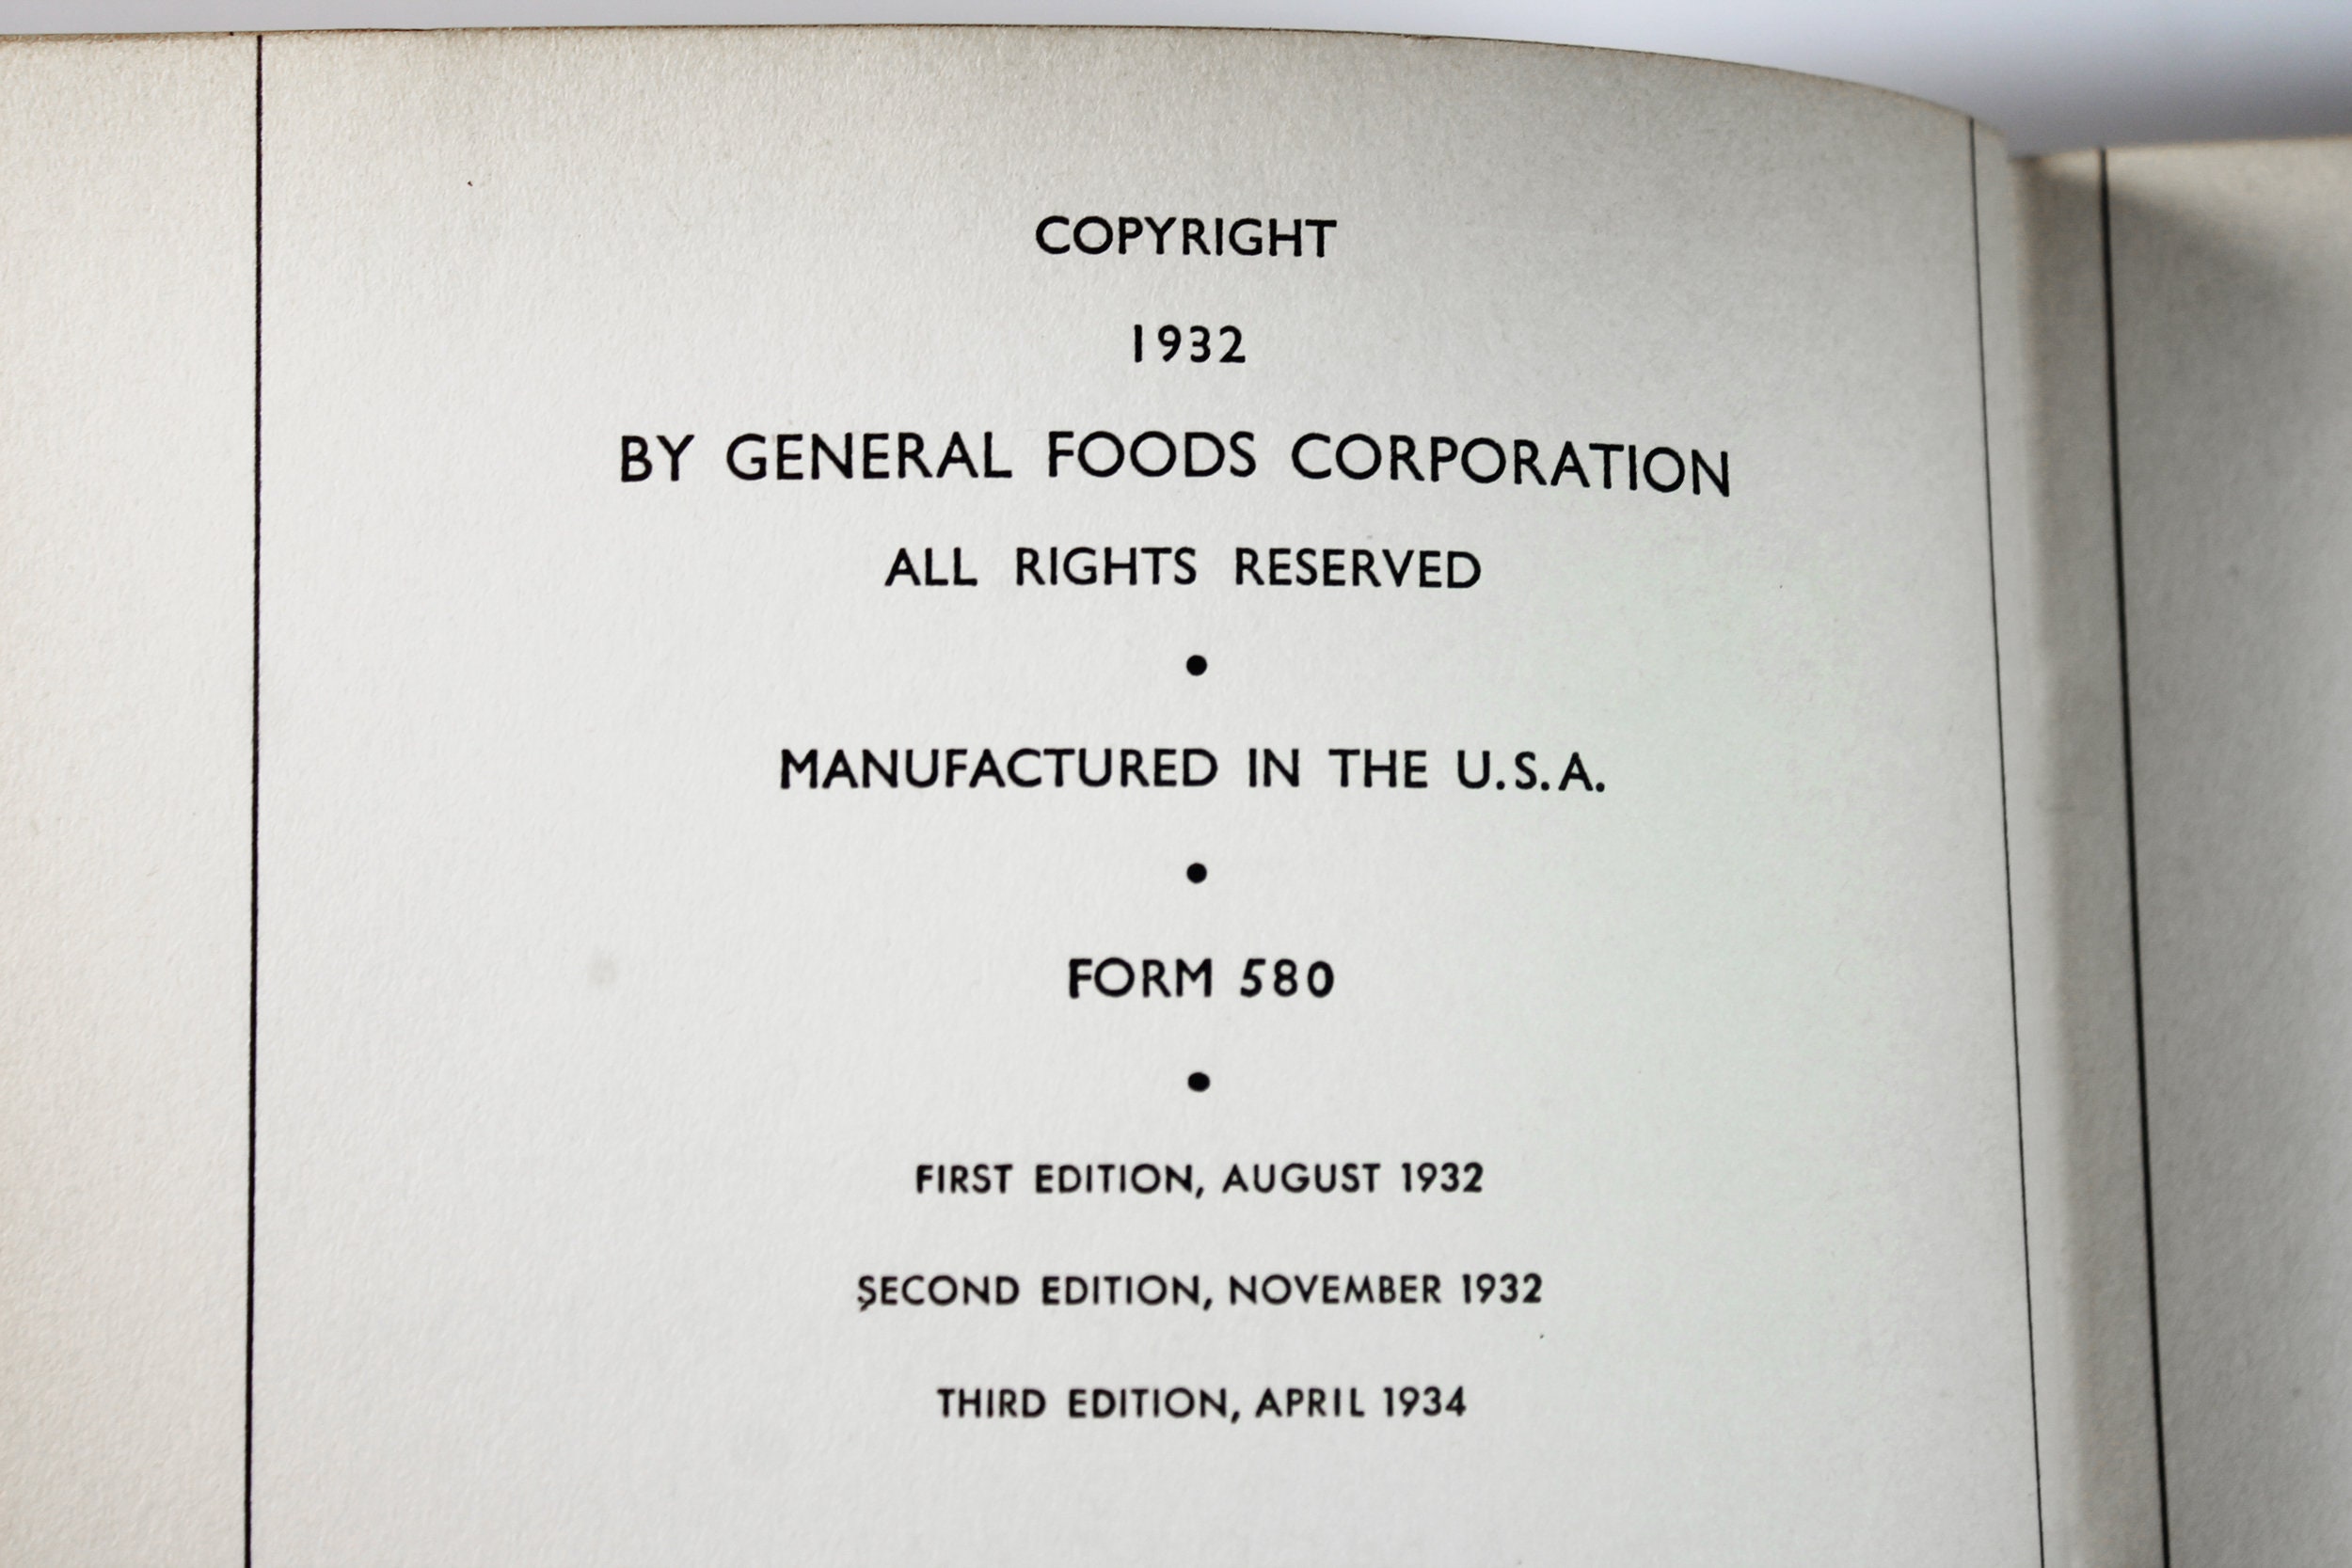 COPYRIGHT
1932
BY GENERAL FOODS CORPORATION
ALL RIGHTS RESERVED
•
MANUFACTURED IN THE U.S.A.
•
FORM 580
•
FIRST EDITION, AUGUST 1932
SECOND EDITION, NOVEMBER 1932
THIRD EDITION, APRIL 1934